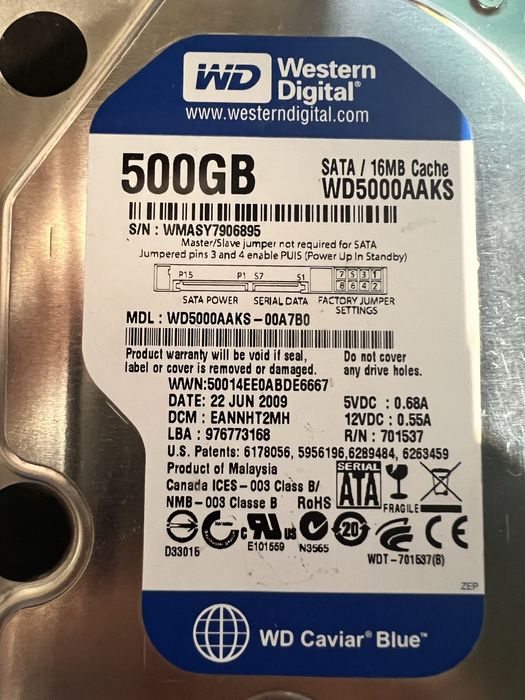 WD Western Digital®
www.westerndigital.com
500GB
SATA / 16MB Cache
WD5000AAKS
S/N : WMASY7906895
Master/Slave jumper not required for SATA
Jumpered pins 3 and 4 enable PUIS (Power Up In Standby)
P15 P1 S7 S1 7 5 3 1
8 6 4 2
SATA POWER SERIAL DATA FACTORY JUMPER SETTINGS
MDL : WD5000AAKS-00A7B0
Product warranty will be void if seal,
label or cover is removed or damaged.
Do not cover
any drive holes.
WWN:50014EE0ABDE6667
DATE: 22 JUN 2009
5VDC : 0.68A
DCM : EANNHT2MH
12VDC : 0.55A
LBA : 976773168
R/N : 701537
U.S. Patents: 6178056, 5956196,6289484, 6263459
Product of Malaysia
Canada ICES-003 Class B/
NMB-003 Classe B RoHS
SERIAL
ATA
FRAGILE
D33016
c UR us
E101559
N
N3565
20
CE
WDT-701537(B)
ZEP
WD Caviar® Blue™